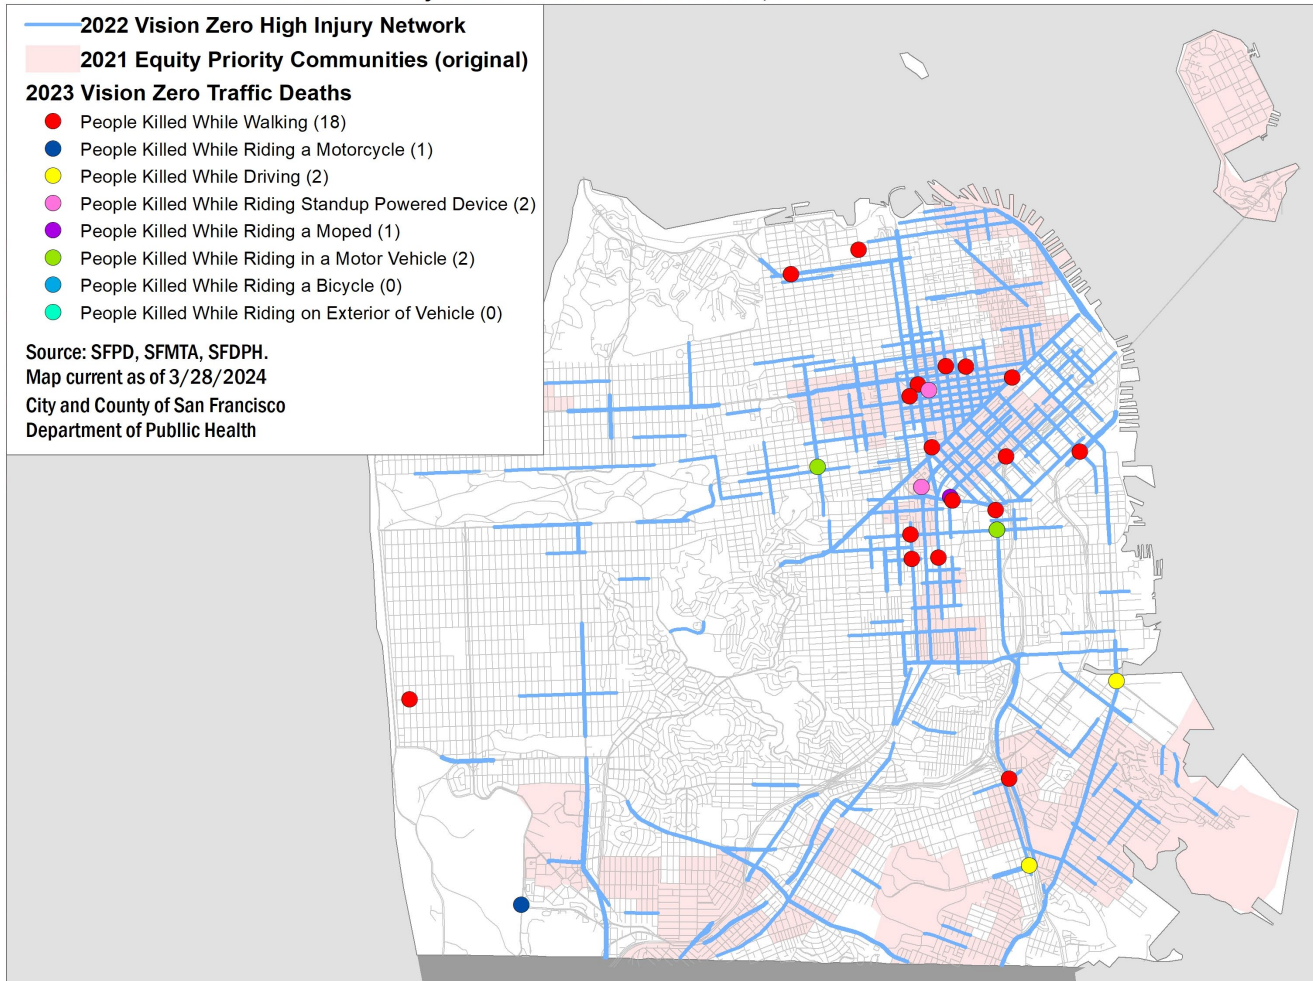 2022 Vision Zero High Injury Network
2021 Equity Priority Communities (original)
2023 Vision Zero Traffic Deaths
People Killed While Walking (18)
People Killed While Riding a Motorcycle (1)
People Killed While Driving (2)
People Killed While Riding Standup Powered Device (2)
People Killed While Riding a Moped (1)
People Killed While Riding in a Motor Vehicle (2)
People Killed While Riding a Bicycle (0)
People Killed While Riding on Exterior of Vehicle (0)
Source: SFPD, SFMTA, SFDPH.
Map current as of 3/28/2024
City and County of San Francisco
Department of Publlic Health